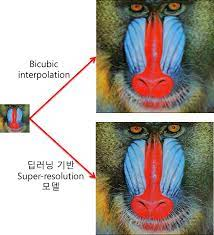 Bicubic
interpolation
딥러닝 기반
Super-resolution
모델